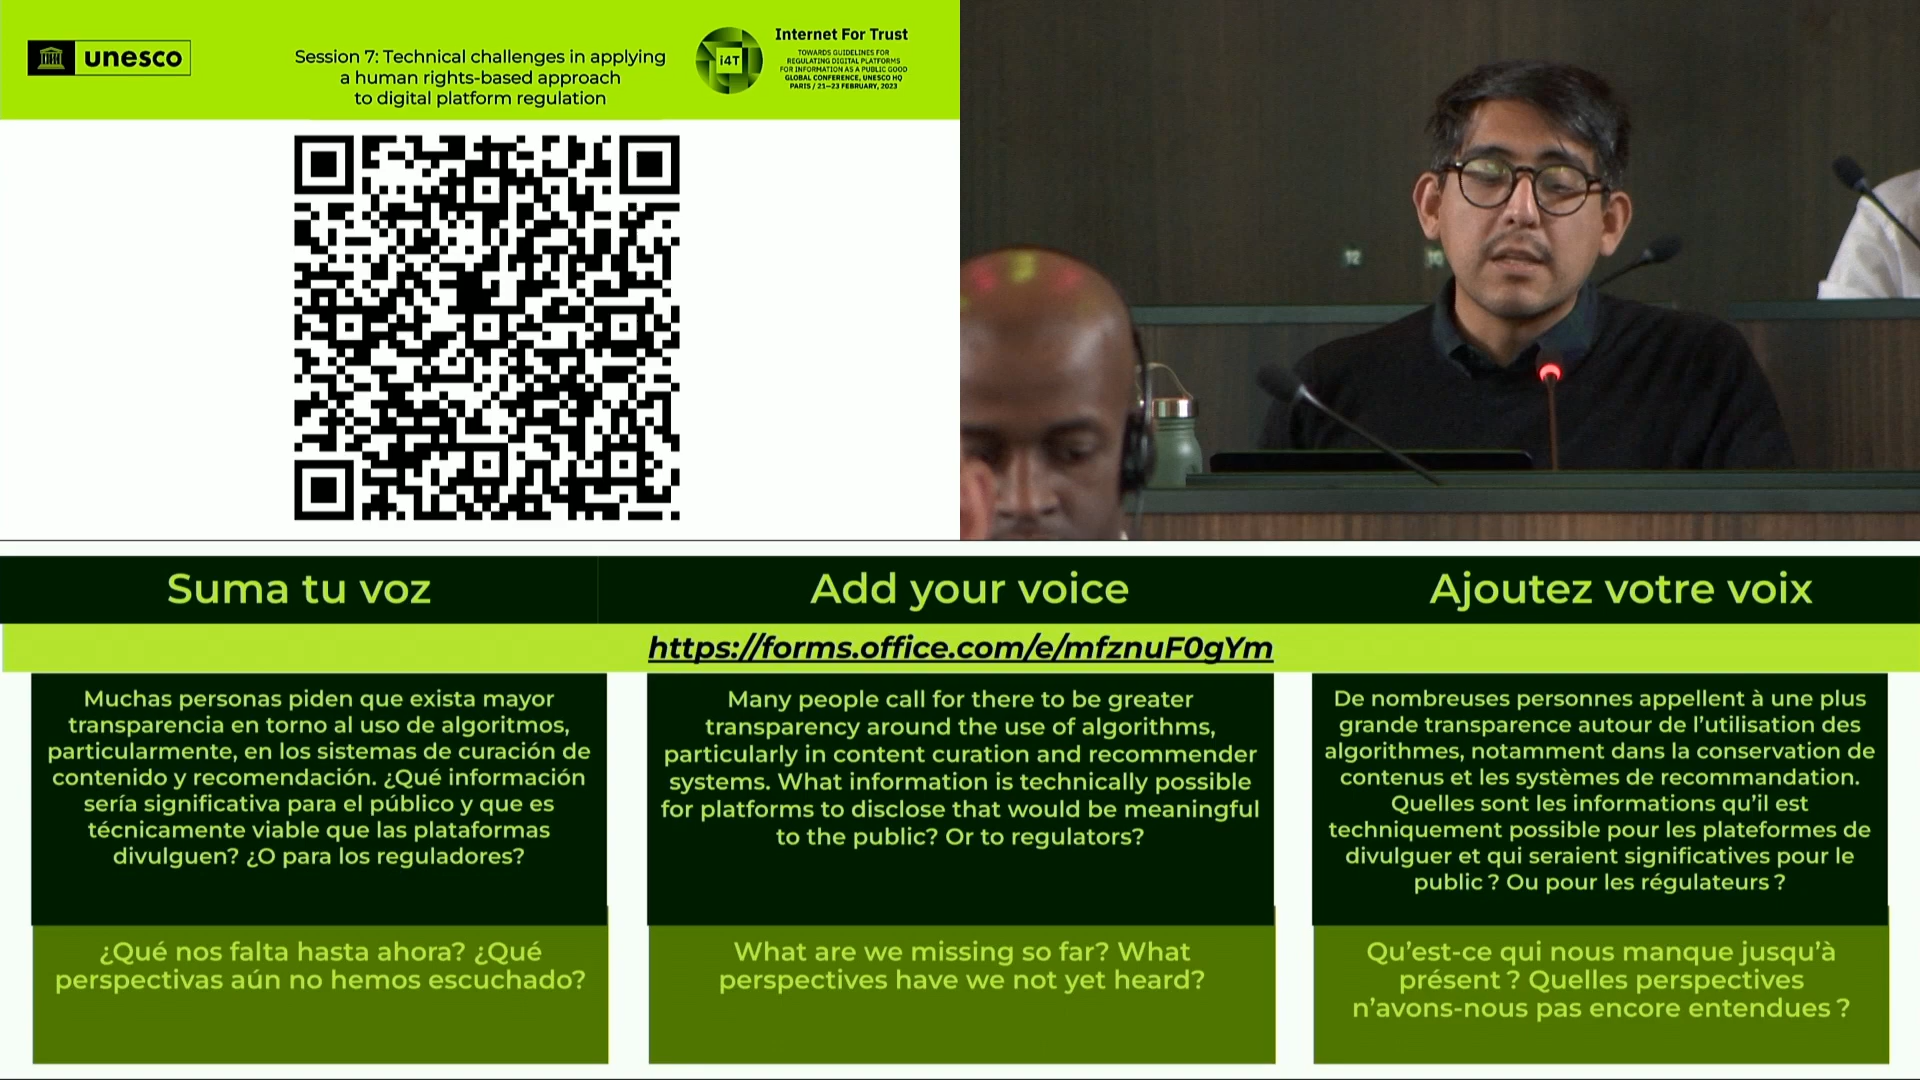 unesco
Session 7: Technical challenges in applying
a human rights-based approach
to digital platform regulation
i4T
Internet For Trust
TOWARDS GUIDELINES FOR
REGULATING DIGITAL PLATFORMS
FOR INFORMATION AS A PUBLIC GOOD
GLOBAL CONFERENCE, UNESCO HQ
PARIS / 21–23 FEBRUARY, 2023
12
10
Suma tu voz
Add your voice
Ajoutez votre voix
https://forms.office.com/e/mfznuF0gYm
Muchas personas piden que exista mayor
transparencia en torno al uso de algoritmos,
particularmente, en los sistemas de curación de
contenido y recomendación. ¿Qué información
sería significativa para el público y que es
técnicamente viable que las plataformas
divulguen? ¿O para los reguladores?
¿Qué nos falta hasta ahora? ¿Qué
perspectivas aún no hemos escuchado?
Many people call for there to be greater
transparency around the use of algorithms,
particularly in content curation and recommender
systems. What information is technically possible
for platforms to disclose that would be meaningful
to the public? Or to regulators?
What are we missing so far? What
perspectives have we not yet heard?
De nombreuses personnes appellent à une plus
grande transparence autour de l’utilisation des
algorithmes, notamment dans la conservation de
contenus et les systèmes de recommandation.
Quelles sont les informations qu’il est
techniquement possible pour les plateformes de
divulguer et qui seraient significatives pour le
public ? Ou pour les régulateurs ?
Qu’est-ce qui nous manque jusqu’à
présent ? Quelles perspectives
n’avons-nous pas encore entendues ?